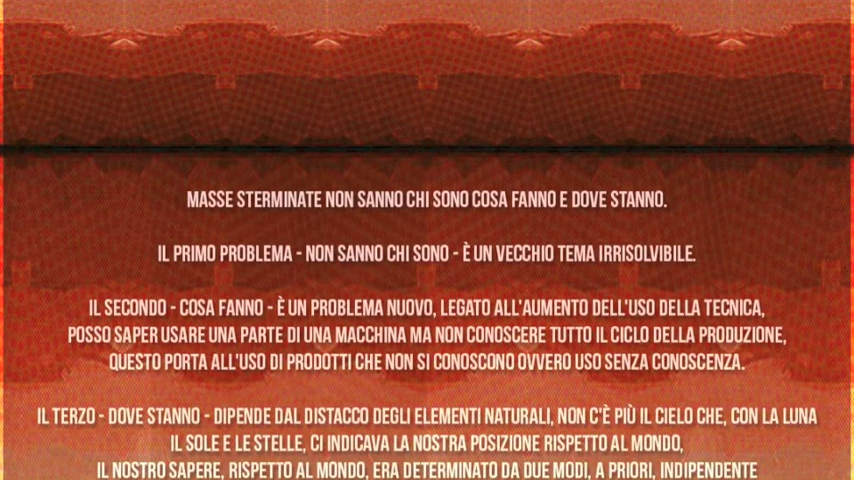 MASSE STERMINATE NON SANNO CHI SONO COSA FANNO E DOVE STANNO.
IL PRIMO PROBLEMA - NON SANNO CHI SONO - È UN VECCHIO TEMA IRRISOLVIBILE.
IL SECONDO - COSA FANNO - È UN PROBLEMA NUOVO, LEGATO ALL'AUMENTO DELL'USO DELLA TECNICA,
POSSO SAPER USARE UNA PARTE DI UNA MACCHINA MA NON CONOSCERE TUTTO IL CICLO DELLA PRODUZIONE,
QUESTO PORTA ALL'USO DI PRODOTTI CHE NON SI CONOSCONO OVVERO USO SENZA CONOSCENZA.
IL TERZO - DOVE STANNO - DIPENDE DAL DISTACCO DEGLI ELEMENTI NATURALI, NON C'È PIÙ IL CIELO CHE, CON LA LUNA
IL SOLE E LE STELLE, CI INDICAVA LA NOSTRA POSIZIONE RISPETTO AL MONDO,
IL NOSTRO SAPERE, RISPETTO AL MONDO, ERA DETERMINATO DA DUE MODI, A PRIORI, INDIPENDENTE